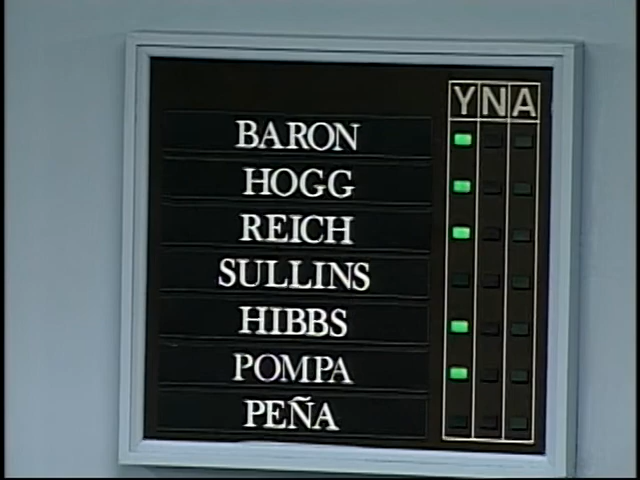 Y N A
BARON
HOGG
REICH
SULLINS
HIBBS
POMPA
PEÑA